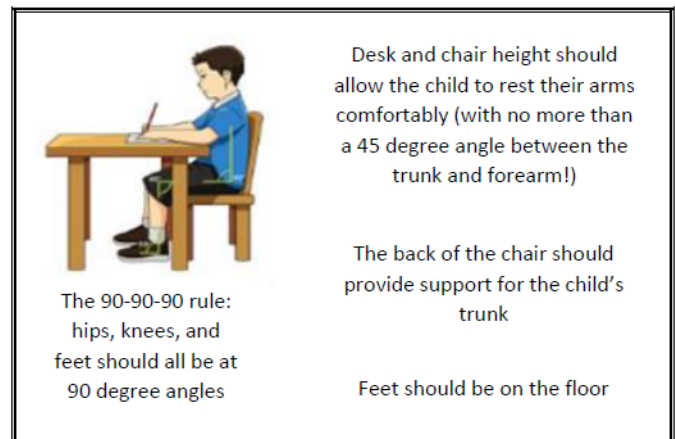 Desk and chair height should
allow the child to rest their arms
comfortably (with no more than
a 45 degree angle between the
trunk and forearm!)
The back of the chair should
provide support for the child’s
trunk
Feet should be on the floor
The 90-90-90 rule:
hips, knees, and
feet should all be at
90 degree angles